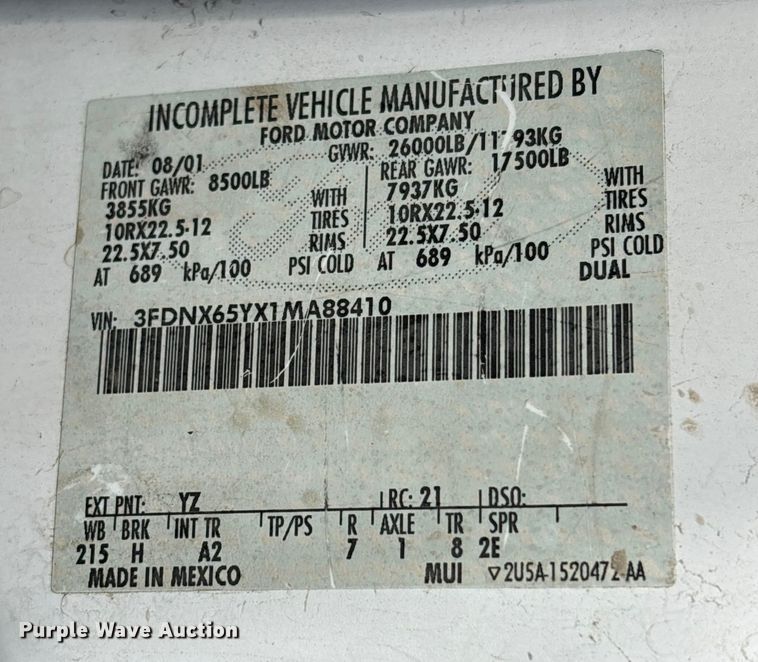 INCOMPLETE VEHICLE MANUFACTURED BY
FORD MOTOR COMPANY
DATE: 08/01 GVWR: 26000LB/11793KG
FRONT GAWR: 8500LB REAR GAWR: 17500LB
3855KG WITH 7937KG WITH
10RX22.5-12 TIRES 10RX22.5-12 TIRES
22.5X7.50 RIMS 22.5X7.50 RIMS
AT 689 kPa/100 PSI COLD AT 689 kPa/100 PSI COLD
DUAL
VIN: 3FDNX65YX1MA88410
EXT PNT: YZ RC: 21 DSO:
WB BRK INT TR TP/PS R AXLE TR SPR
215 H A2 7 1 8 2E
MADE IN MEXICO MUI 2U5A-1520472-AA
Purple Wave Auction